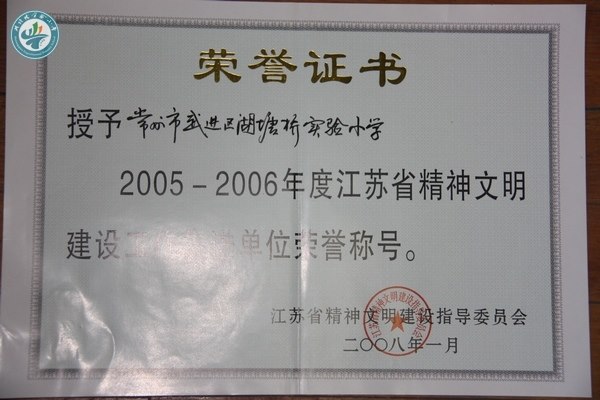 荣誉证书
授予常州市武进区湖塘桥实验小学
2005－2006年度江苏省精神文明
建设工 单位荣誉称号。
江苏省精神文明建设指导委员会
二〇〇八年一月